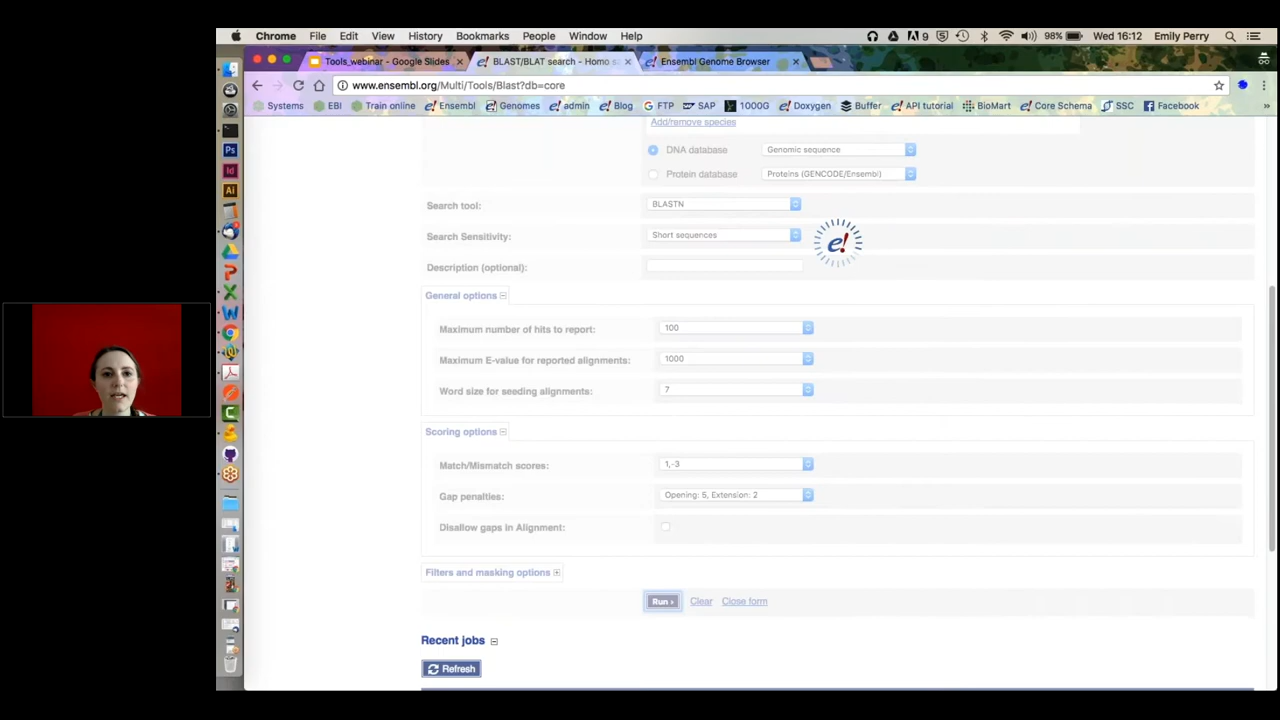 Chrome File Edit View History Bookmarks People Window Help 9 98% Fri 16:12 Emily Perry
Tools_webinar - Google Slides BLAST/BLAT search - Homo s Ensembl Genome Browser
www.ensembl.org/Multi/Tools/Blast?db=core
Systems EBI Train online Ensembl Genomes admin Blog FTP SAP 1000G Doxygen Buffer API tutorial BioMart Core Schema SSC Facebook »
Add/remove species
DNA database Genomic sequence
Protein database Proteins (GENCODE/Ensembl)
Search tool: BLASTN
Search Sensitivity: Short sequences
e!
Description (optional):
General options
Maximum number of hits to report: 100
Maximum E-value for reported alignments: 1000
Word size for seeding alignments: 7
Scoring options
Match/Mismatch scores: 1,-3
Gap penalties: Opening: 5, Extension: 2
Disallow gaps in Alignment:
Filters and masking options
Run › Clear Close form
Recent jobs
Refresh